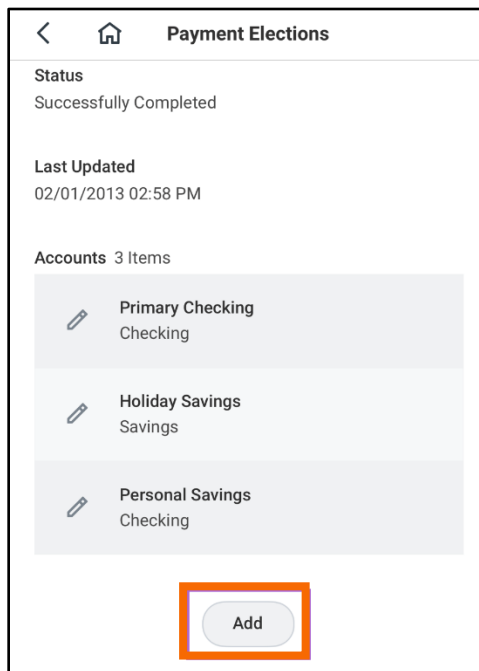 Payment Elections
Status
Successfully Completed
Last Updated
02/01/2013 02:58 PM
Accounts 3 Items
Primary Checking
Checking
Holiday Savings
Savings
Personal Savings
Checking
Add